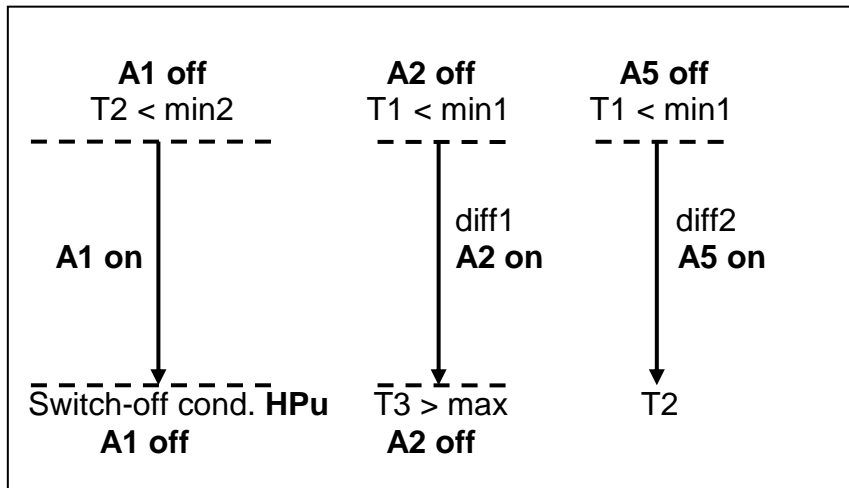 A1 off
T2 < min2
A1 on
Switch-off cond. HPu
A1 off
A2 off
T1 < min1
diff1
A2 on
T3 > max
A2 off
A5 off
T1 < min1
diff2
A5 on
T2